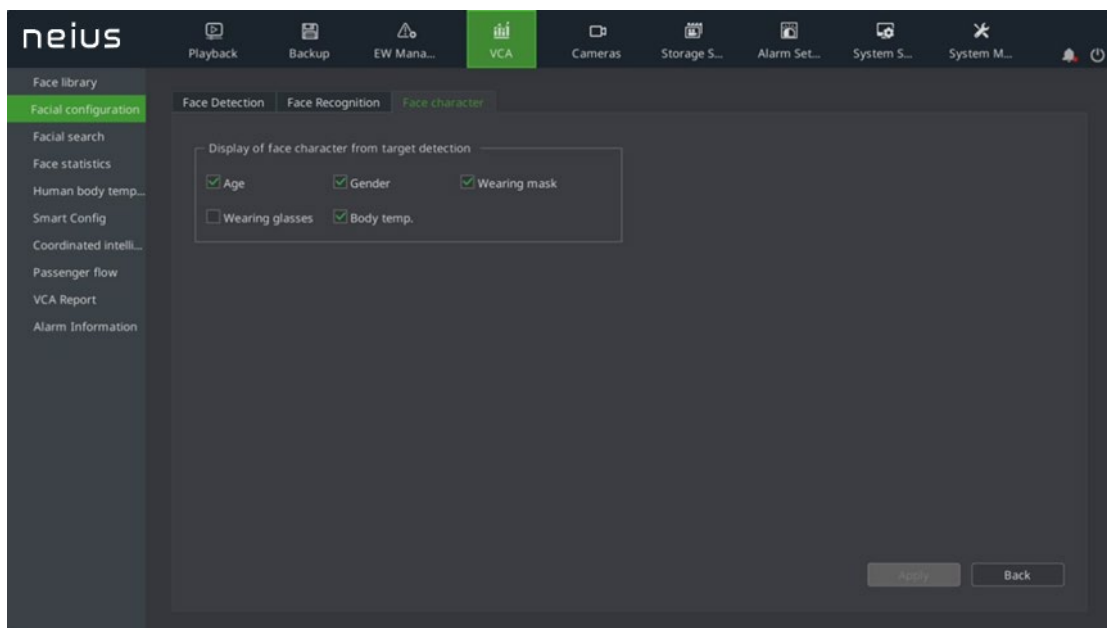 neius
Playback Backup EW Mana... VCA Cameras Storage S... Alarm Set... System S... System M...
Face library
Facial configuration
Facial search
Face statistics
Human body temp...
Smart Config
Coordinated intelli...
Passenger flow
VCA Report
Alarm Information
Face Detection Face Recognition Face character
Display of face character from target detection
Age Gender Wearing mask
Wearing glasses Body temp.
Apply Back